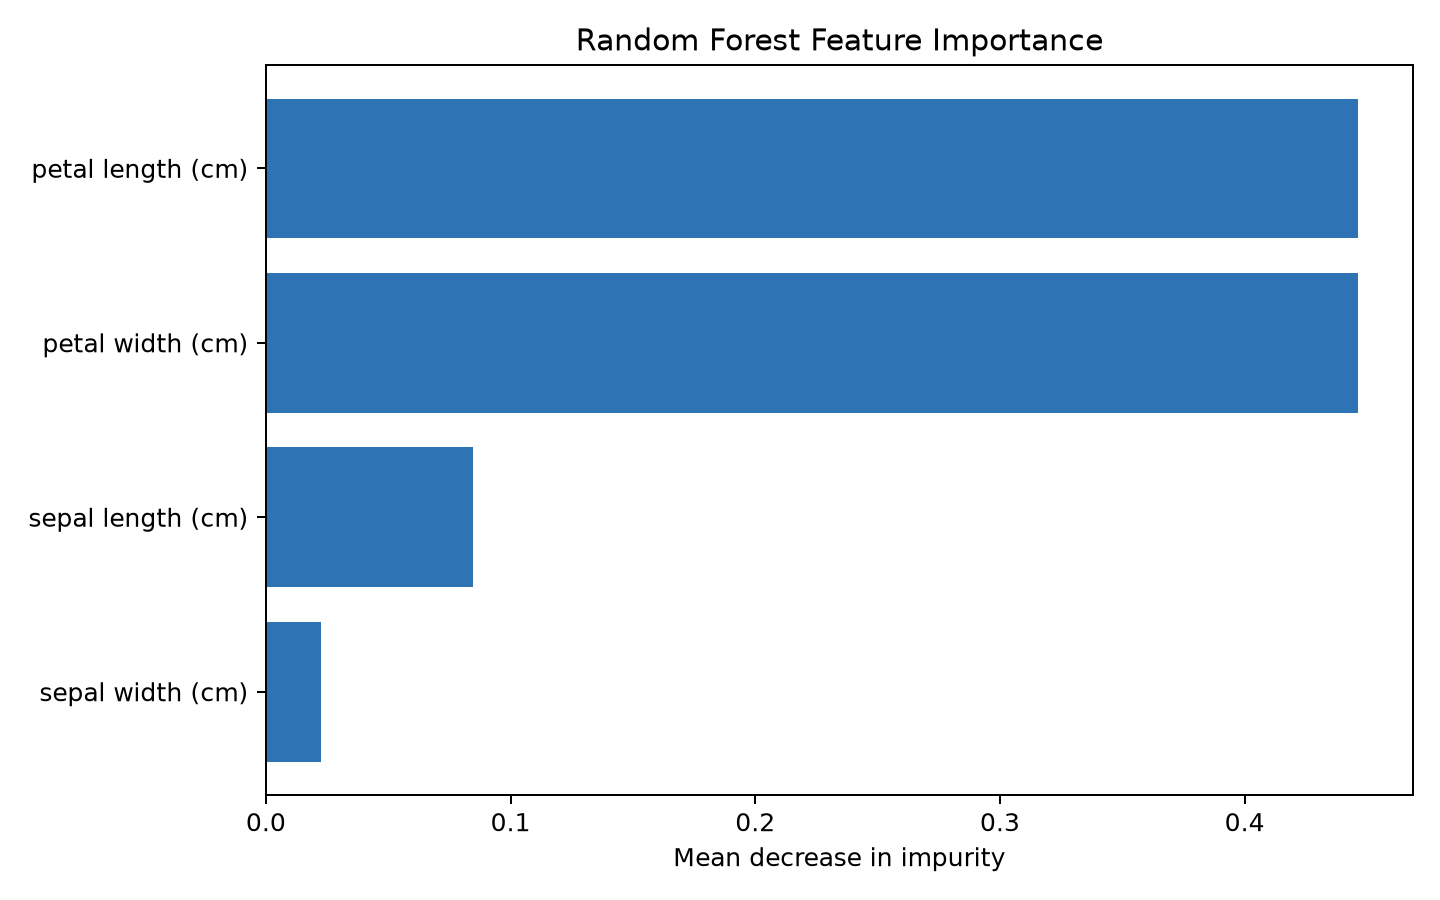 Random Forest Feature Importance
petal length (cm)
petal width (cm)
sepal length (cm)
sepal width (cm)
0.0 0.1 0.2 0.3 0.4
Mean decrease in impurity